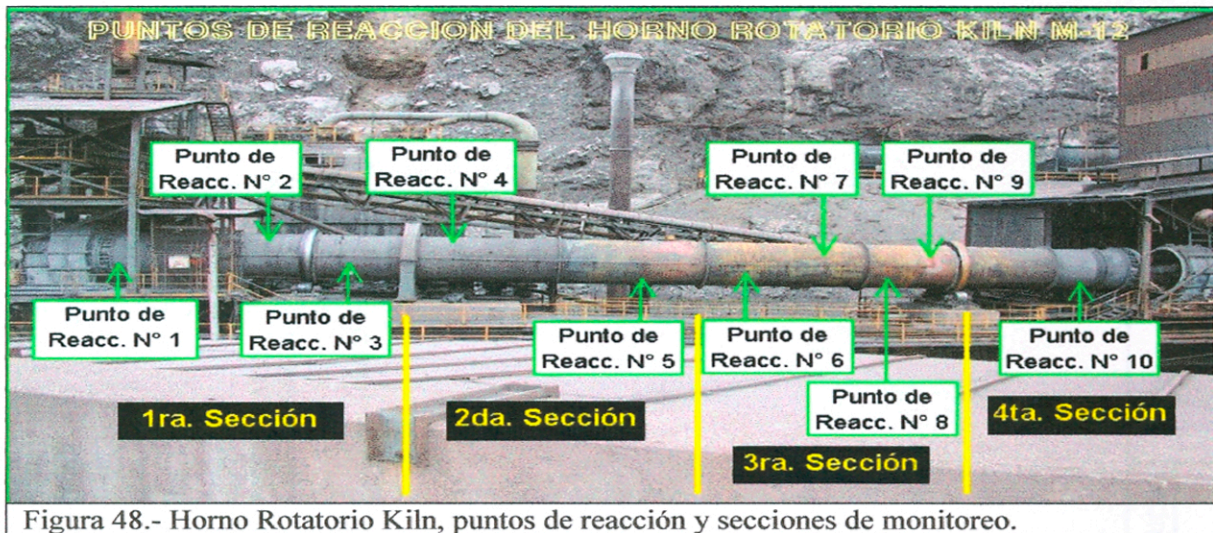 PUNTOS DE REACCION DEL HORNO ROTATORIO KILN M-12
Punto de
Reacc. N° 2
Punto de
Reacc. N° 4
Punto de
Reacc. N° 7
Punto de
Reacc. N° 9
Punto de
Reacc. N° 1
Punto de
Reacc. N° 3
Punto de
Reacc. N° 5
Punto de
Reacc. N° 6
Punto de
Reacc. N° 8
Punto de
Reacc. N° 10
1ra. Sección
2da. Sección
3ra. Sección
4ta. Sección
Figura 48.- Horno Rotatorio Kiln, puntos de reacción y secciones de monitoreo.